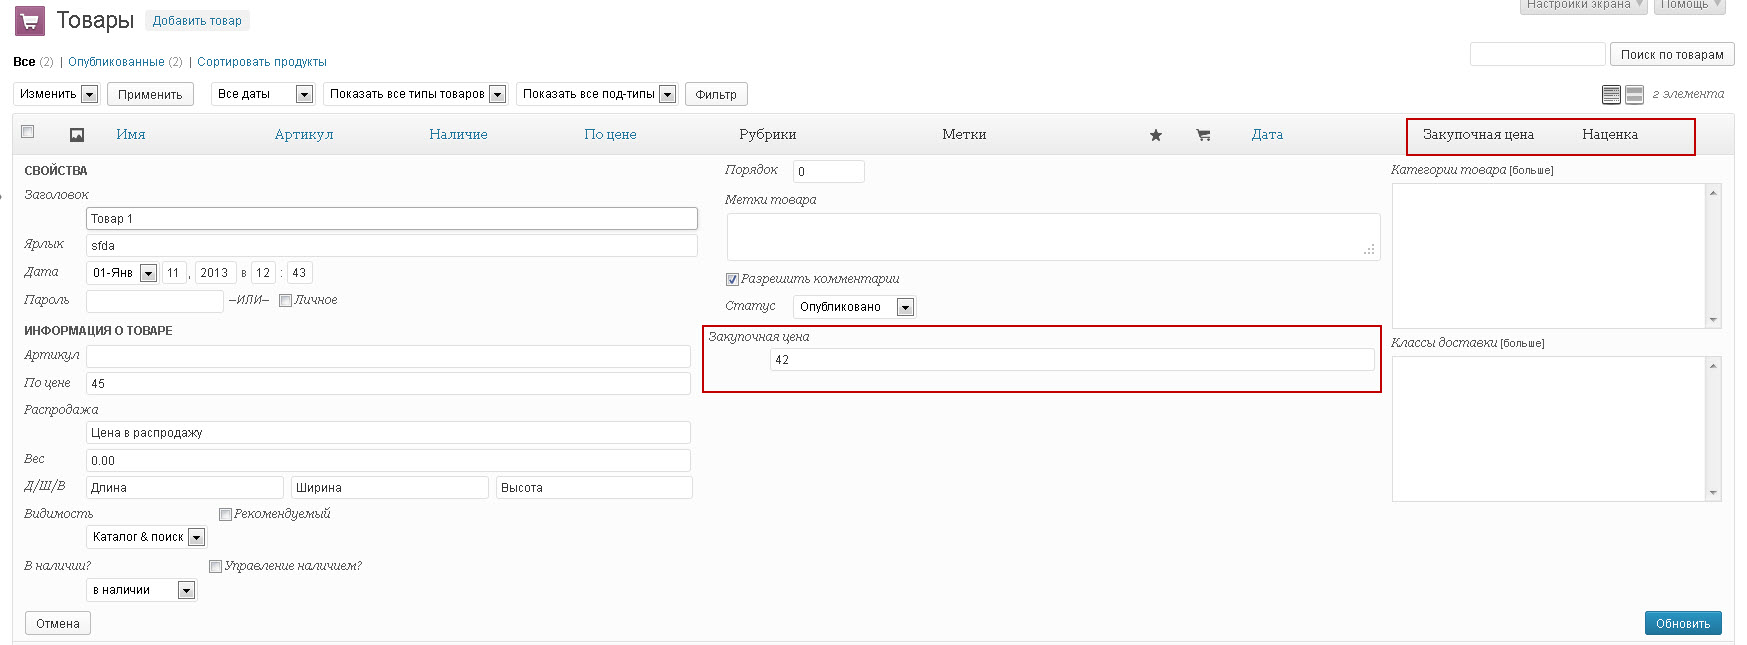 Товары Добавить товар
Настройки экрана Помощь
Все (2) | Опубликованные (2) | Сортировать продукты
Поиск по товарам
Изменить Применить Все даты Показать все типы товаров Показать все под-типы Фильтр
2 элемента
Имя Артикул Наличие По цене Рубрики Метки Дата Закупочная цена Наценка
СВОЙСТВА
Заголовок
Товар 1
Ярлык sfda
Дата 01-Янв 11 , 2013 в 12 : 43
Пароль –ИЛИ– Личное
ИНФОРМАЦИЯ О ТОВАРЕ
Артикул
По цене 45
Распродажа
Цена в распродажу
Вес 0.00
Д/Ш/В Длина Ширина Высота
Видимость Рекомендуемый
Каталог & поиск
В наличии? Управление наличием?
в наличии
Отмена
Порядок 0
Метки товара
Разрешить комментарии
Статус Опубликовано
Закупочная цена
42
Категории товара [больше]
Классы доставки [больше]
Обновить